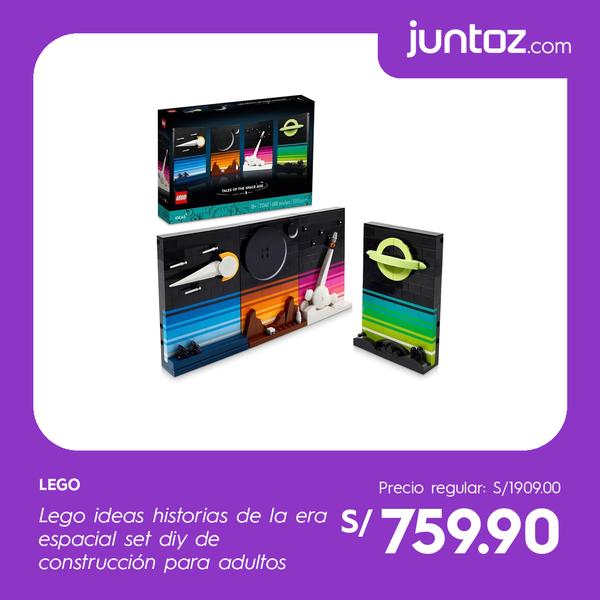 juntoz.com
LEGO
IDEAS
TALES OF THE SPACE AGE
LEGO
Lego ideas historias de la era
espacial set diy de
construcción para adultos
Precio regular: S/1909.00
S/759.90